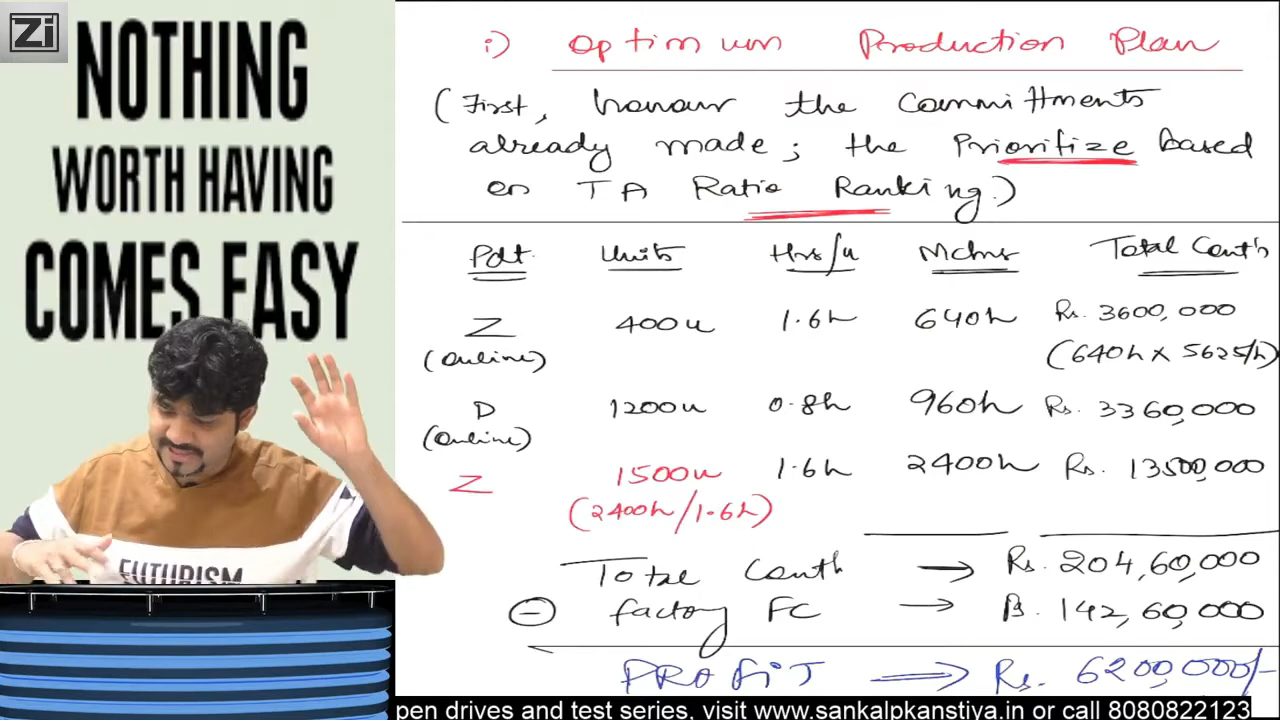 Zi
NOTHING
WORTH HAVING
COMES EASY
FUTURISM
i) Optimum Production Plan
(First, honour the Commitments
already made; the Prioritize based
on TA Ratio Ranking.)
Pdt. Units Hrs/u Mchrs Total Cont'b
Z 400u 1.6h 640h Rs. 3600,000
(Online) (640h x 5625/h)
D 1200u 0.8h 960h Rs. 3360,000
(Online)
Z 1500u 1.6h 2400h Rs. 13500,000
(2400h/1.6h)
Total Contb → Rs. 204,60,000
(-) factory FC → Rs. 142,60,000
PROFIT ⟹ Rs. 6200,000/-
pen drives and test series, visit www.sankalpkanstiya.in or call 8080822123